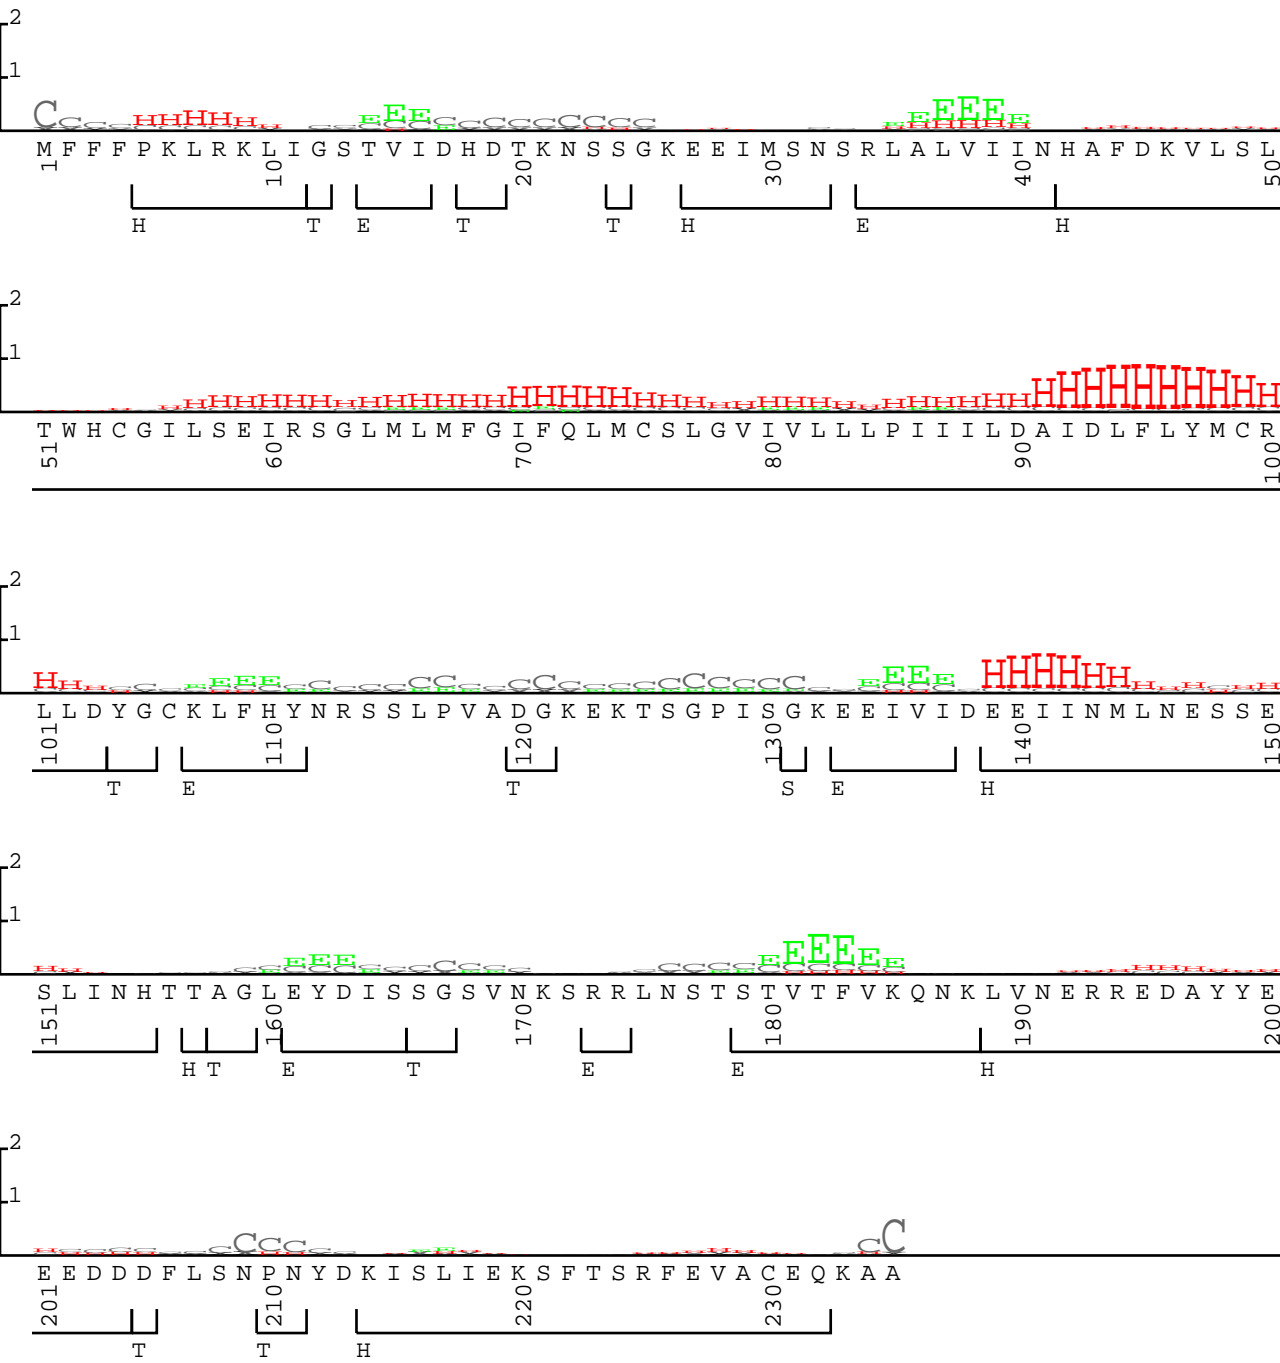 2
1
C C C C H H H H H H E E E C C C C C C C C C E E E E E E
M F F F P K L R K L I G S T V I D H D T K N S S G K E E I M S N S R L A L V I I N H A F D K V L S L
1 10 20 30 40 50
H T E T T H E H
2
1
H H H H H H H H H H H H H H H H H H H H H H H H H H H H H H H H H H H H H H H H H H H H
T W H C G I L S E I R S G L M L M F G I F Q L M C S L G V I V L L L P I I I L D A I D L F L Y M C R
51 60 70 80 90 100
2
1
H H H C C E E E E C C C C C C C C C C C C C C C C C C C E E E E H H H H H H H
L L D Y G C K L F H Y N R S S L P V A D G K E K T S G P I S G K E E I V I D E E I I N M L N E S S E
101 110 120 130 140 150
T E T S E H
2
1
H H C C E E E C C C C C C C C C C C E E E E E E H H H
S L I N H T T A G L E Y D I S S G S V N K S R R L N S T S T V T F V K Q N K L V N E R R E D A Y Y E
151 160 170 180 190 200
H T E T E E H
2
1
C C C C C C
E E D D D F L S N P N Y D K I S L I E K S F T S R F E V A C E Q K A A
201 210 220 230
T T H